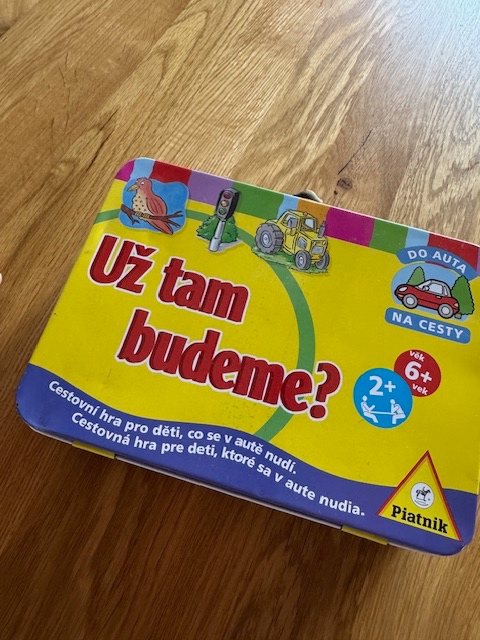 DO AUTA
NA CESTY
Už tam
budeme?
věk
6+
vek
2+
Cestovní hra pro děti, co se v autě nudí.
Cestovná hra pre deti, ktoré sa v aute nudia.
Piatnik